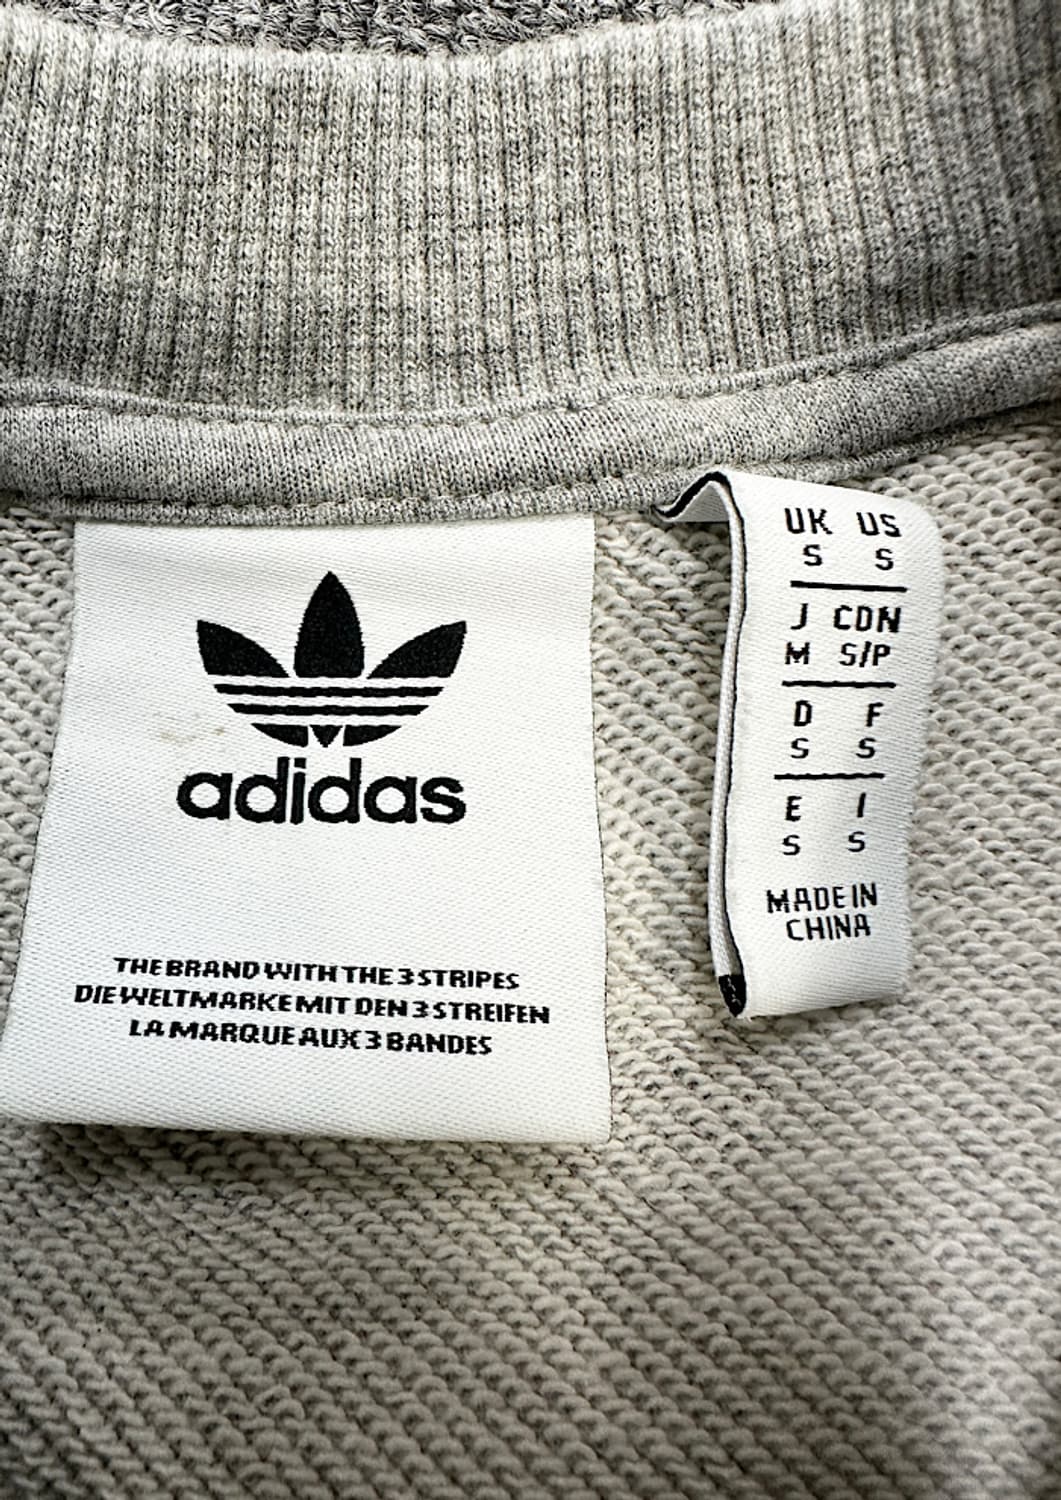 adidas
THE BRAND WITH THE 3 STRIPES
DIE WELTMARKE MIT DEN 3 STREIFEN
LA MARQUE AUX 3 BANDES
UK US
S S
J CDN
M S/P
D F
S S
E I
S S
MADE IN
CHINA